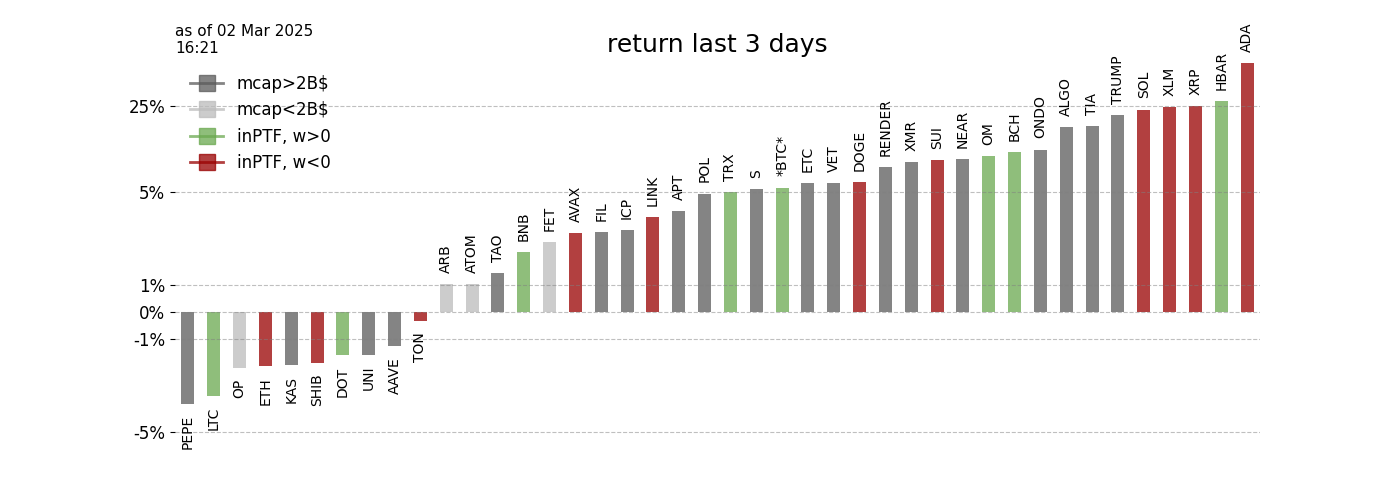 as of 02 Mar 2025
16:21
return last 3 days
mcap>2B$
mcap<2B$
inPTF, w>0
inPTF, w<0
25%
5%
1%
0%
-1%
-5%
PEPE
LTC
OP
ETH
KAS
SHIB
DOT
UNI
AAVE
TON
ARB
ATOM
TAO
BNB
FET
AVAX
FIL
ICP
LINK
APT
POL
TRX
S
*BTC*
ETC
VET
DOGE
RENDER
XMR
SUI
NEAR
OM
BCH
ONDO
ALGO
TIA
TRUMP
SOL
XLM
XRP
HBAR
ADA